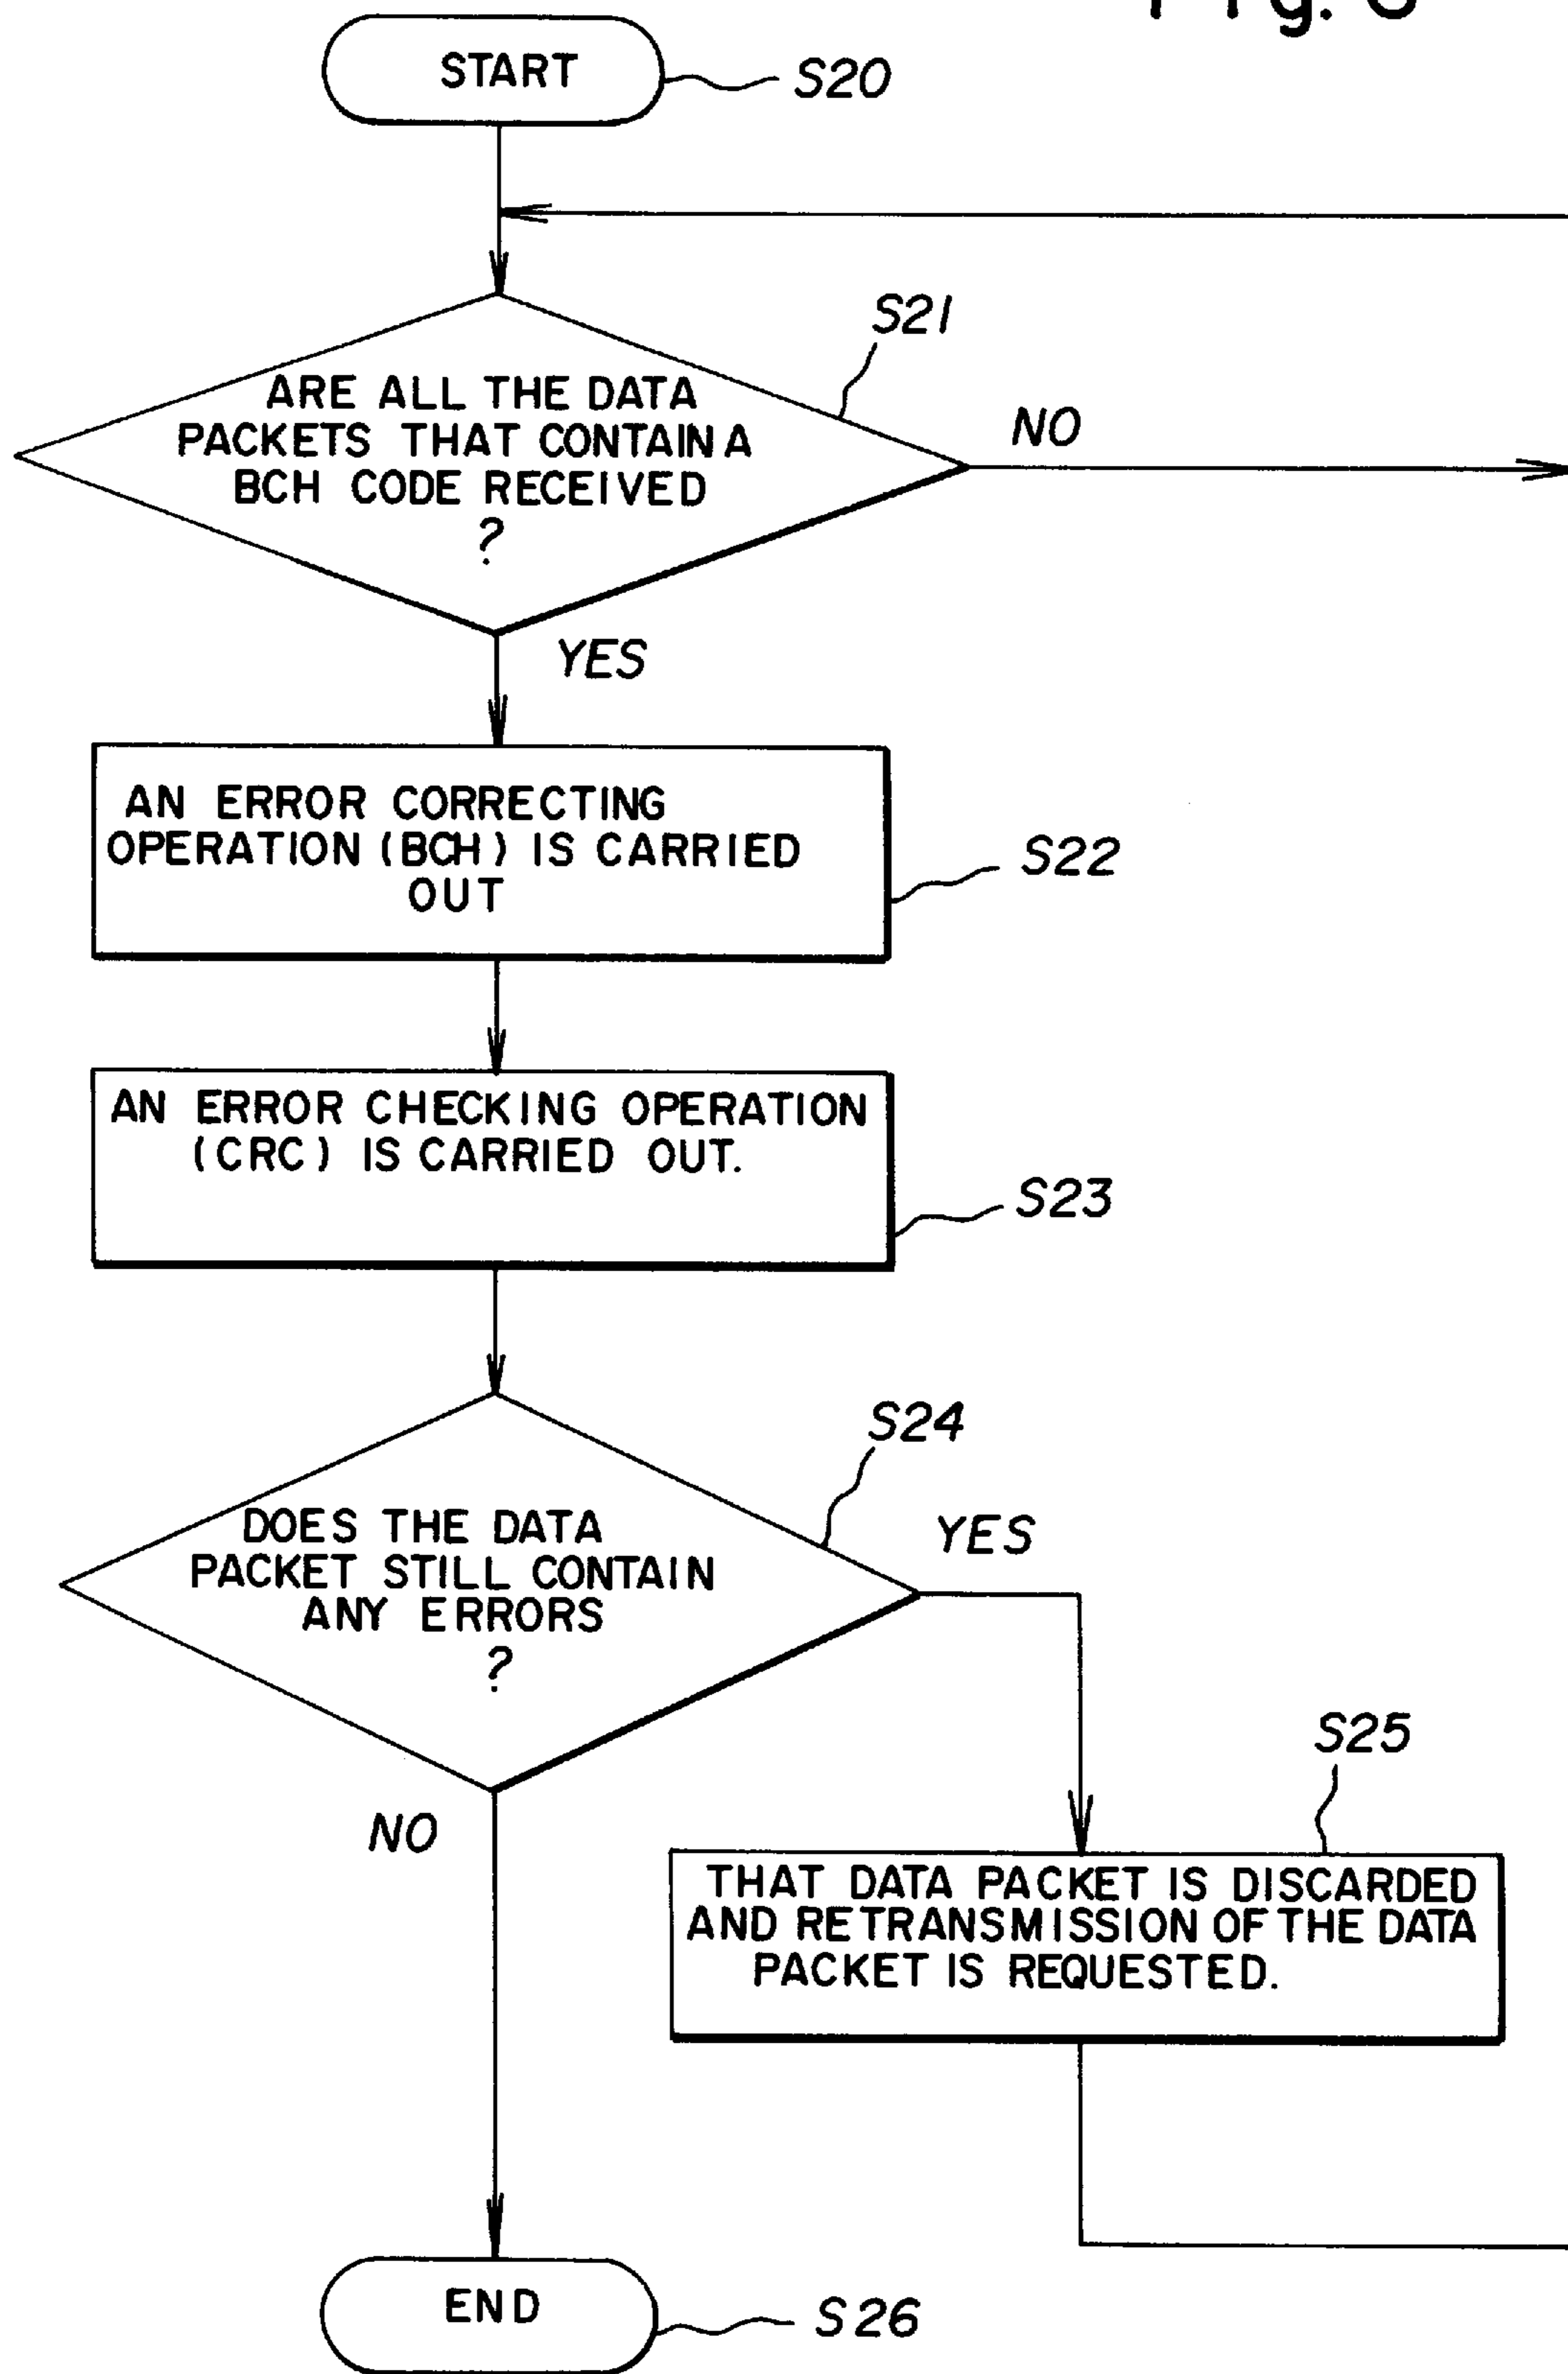 START
S20
S21
ARE ALL THE DATA
PACKETS THAT CONTAIN A
BCH CODE RECEIVED
?
NO
YES
AN ERROR CORRECTING
OPERATION (BCH) IS CARRIED
OUT
S22
AN ERROR CHECKING OPERATION
(CRC) IS CARRIED OUT.
S23
S24
DOES THE DATA
PACKET STILL CONTAIN
ANY ERRORS
?
YES
NO
S25
THAT DATA PACKET IS DISCARDED
AND RETRANSMISSION OF THE DATA
PACKET IS REQUESTED.
END
S26